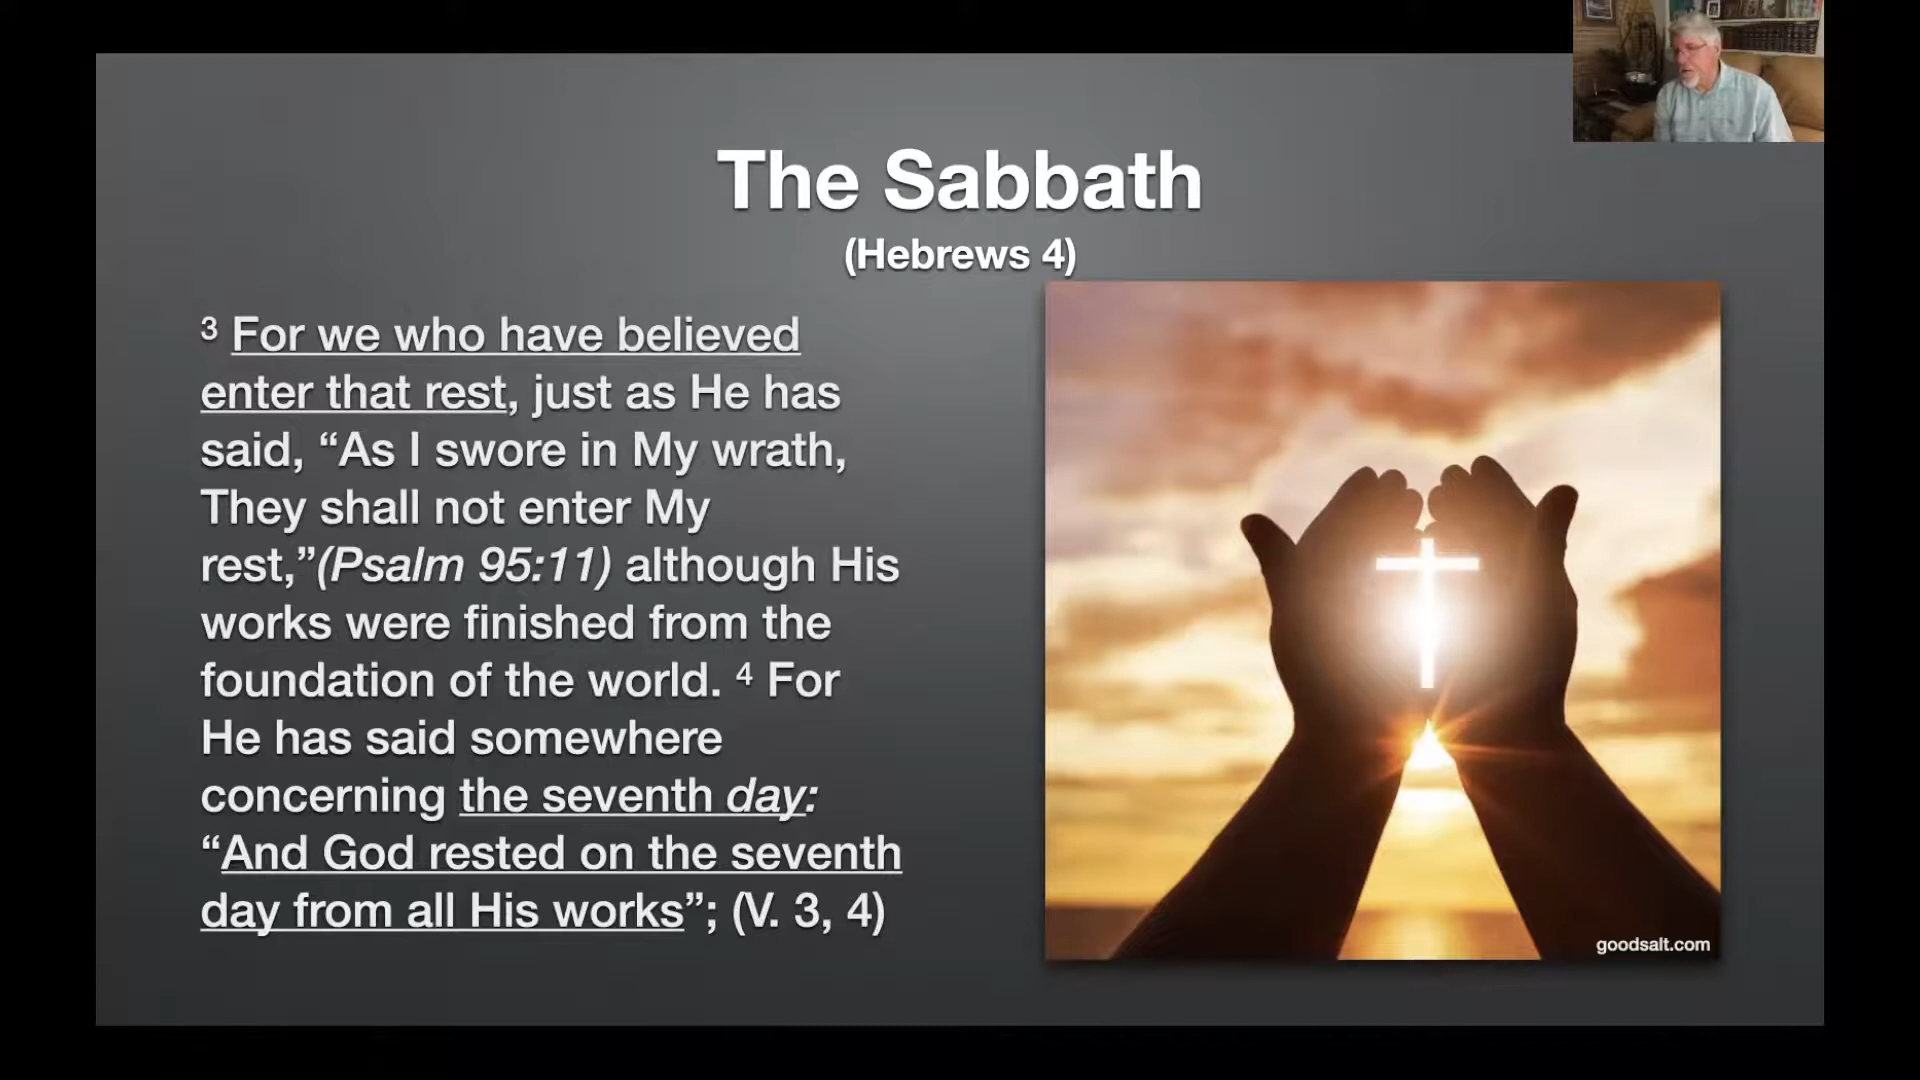 The Sabbath
(Hebrews 4)
³ For we who have believed
enter that rest, just as He has
said, “As I swore in My wrath,
They shall not enter My
rest,”(Psalm 95:11) although His
works were finished from the
foundation of the world. ⁴ For
He has said somewhere
concerning the seventh day:
“And God rested on the seventh
day from all His works”; (V. 3, 4)
goodsalt.com